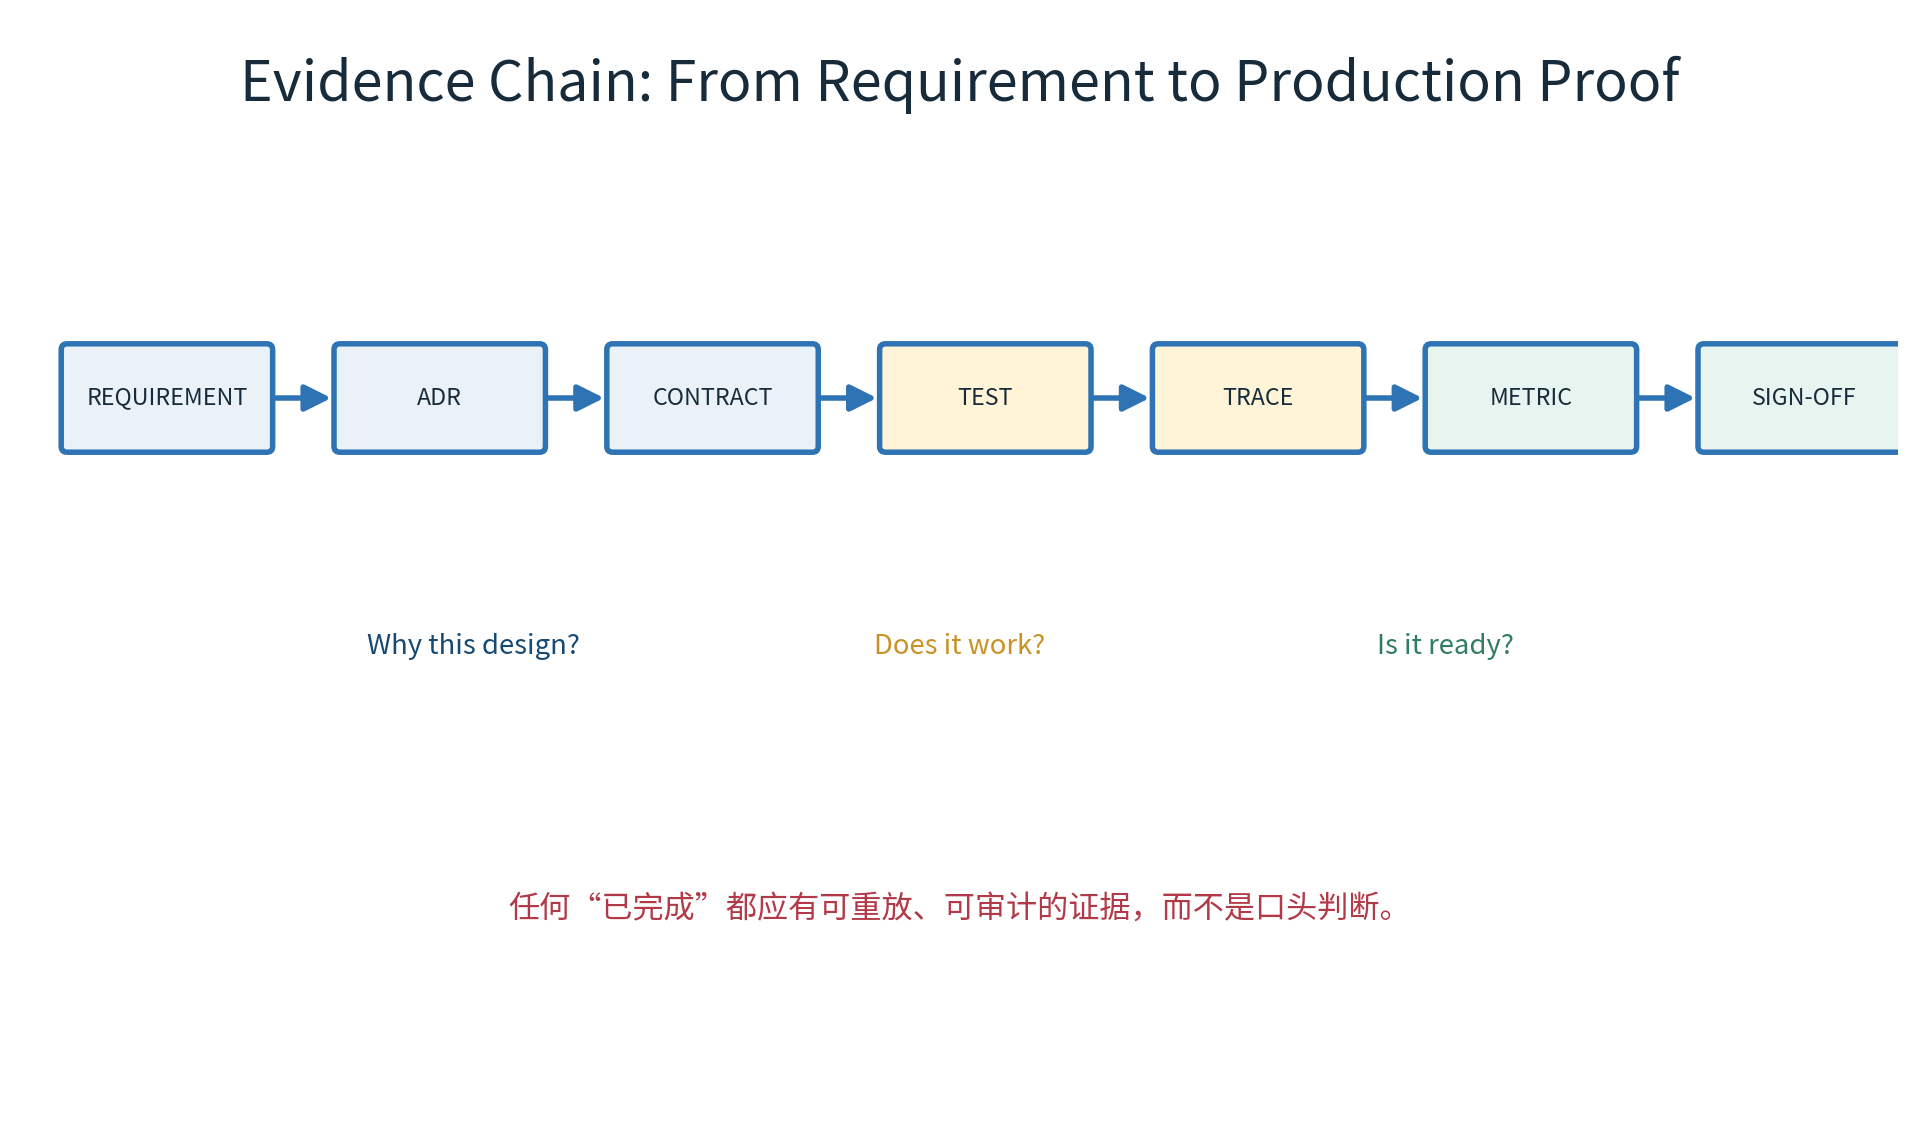 Evidence Chain: From Requirement to Production Proof
REQUIREMENT
ADR
CONTRACT
TEST
TRACE
METRIC
SIGN-OFF
Why this design?
Does it work?
Is it ready?
任何“已完成”都应有可重放、可审计的证据，而不是口头判断。